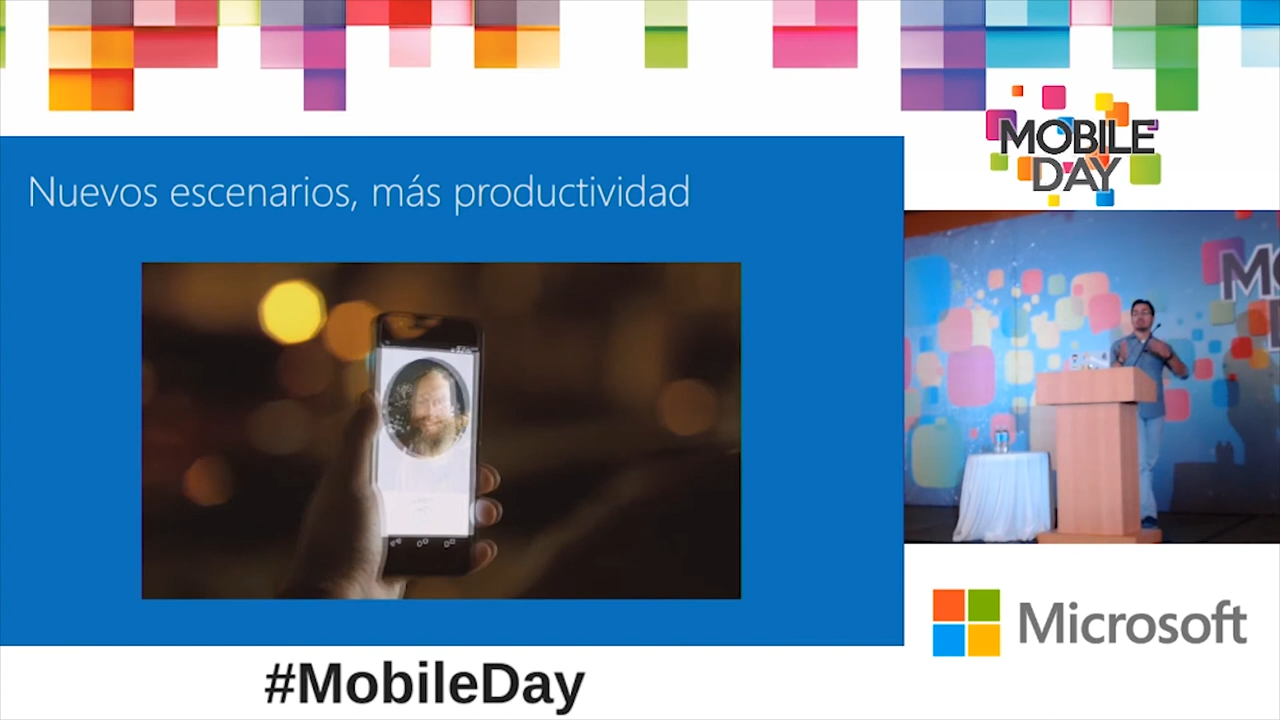 MOBILE
DAY
Nuevos escenarios, más productividad
Microsoft
#MobileDay